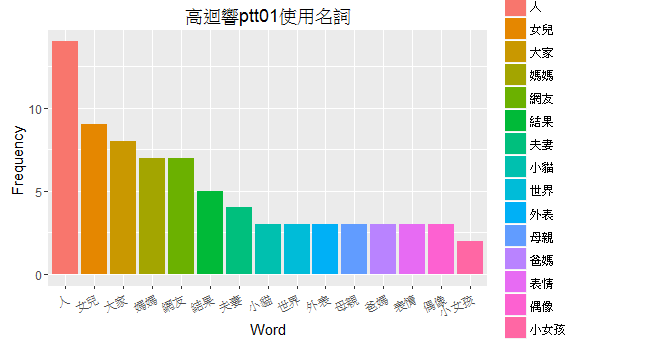 高迴響ptt01使用名詞
Frequency
10
5
0
人
女兒
大家
媽媽
網友
結果
夫妻
小貓
世界
外表
母親
爸媽
表情
偶像
小女孩
Word
人
女兒
大家
媽媽
網友
結果
夫妻
小貓
世界
外表
母親
爸媽
表情
偶像
小女孩